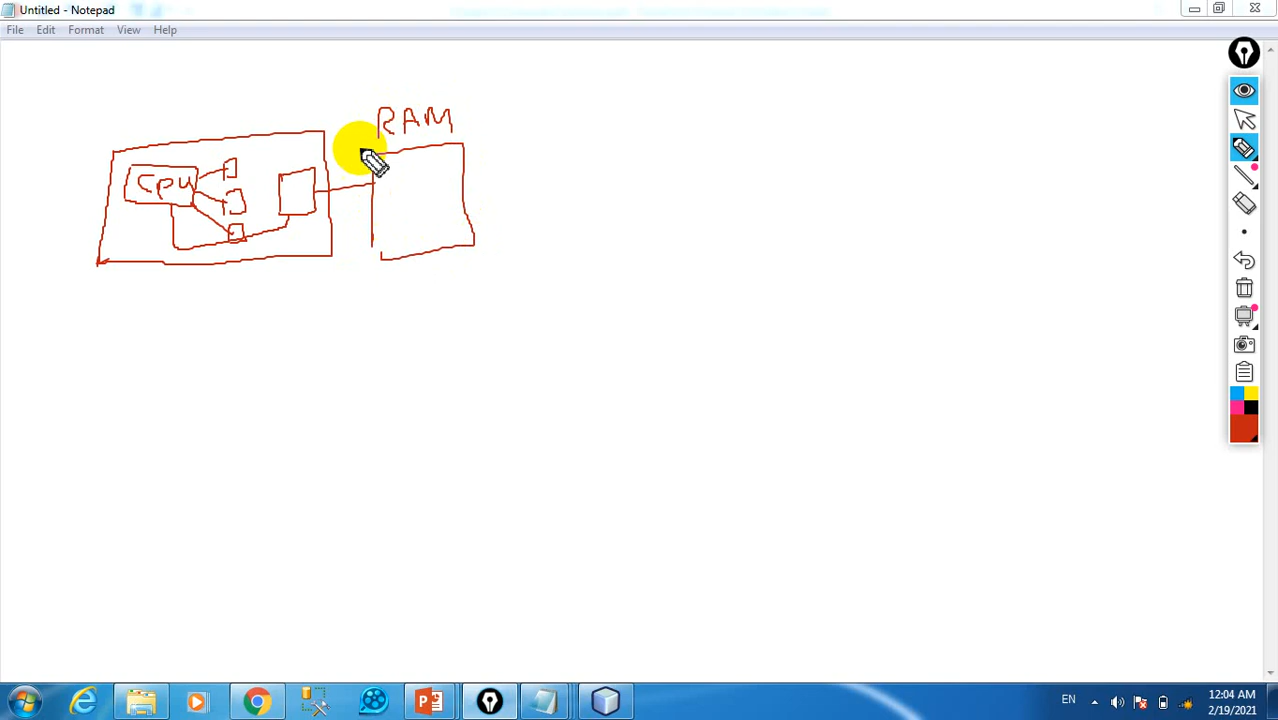 Untitled - Notepad
File Edit Format View Help
RAM
CPU
EN
12:04 AM
2/19/2021